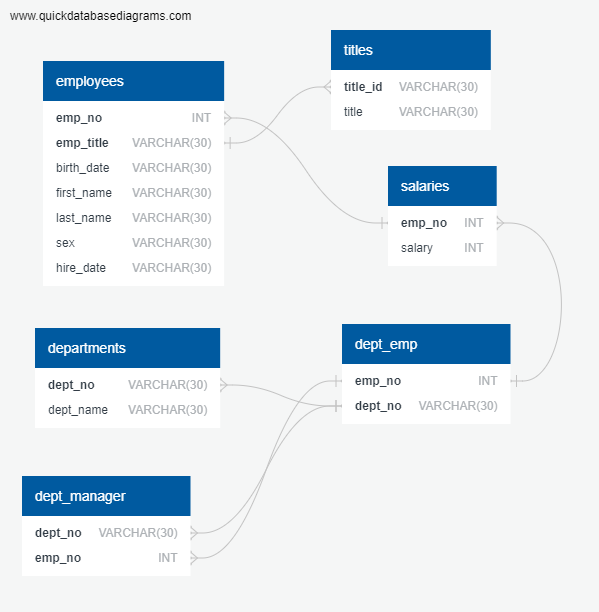 www.quickdatabasediagrams.com
titles
title_id VARCHAR(30)
title VARCHAR(30)
employees
emp_no INT
emp_title VARCHAR(30)
birth_date VARCHAR(30)
first_name VARCHAR(30)
last_name VARCHAR(30)
sex VARCHAR(30)
hire_date VARCHAR(30)
salaries
emp_no INT
salary INT
departments
dept_no VARCHAR(30)
dept_name VARCHAR(30)
dept_emp
emp_no INT
dept_no VARCHAR(30)
dept_manager
dept_no VARCHAR(30)
emp_no INT